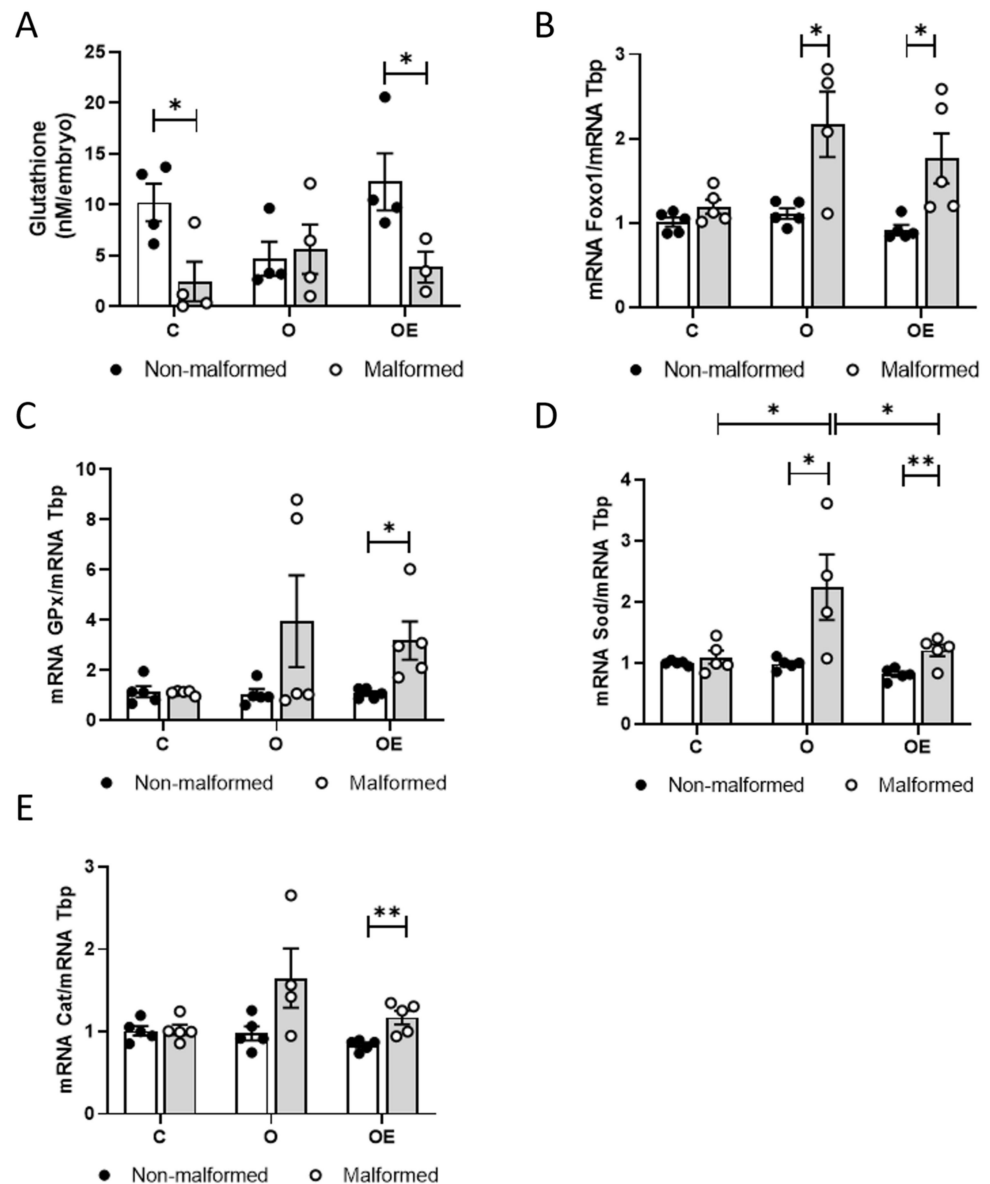 A
Glutathione
(nM/embryo)
25
20
15
10
5
0
*
*
C
O
OE
Non-malformed
Malformed
B
mRNA Foxo1/mRNA Tbp
3
2
1
0
*
*
C
O
OE
Non-malformed
Malformed
C
mRNA GPx/mRNA Tbp
10
8
6
4
2
0
*
C
O
OE
Non-malformed
Malformed
D
mRNA Sod/mRNA Tbp
4
3
2
1
0
*
*
*
**
C
O
OE
Non-malformed
Malformed
E
mRNA Cat/mRNA Tbp
3
2
1
0
**
C
O
OE
Non-malformed
Malformed